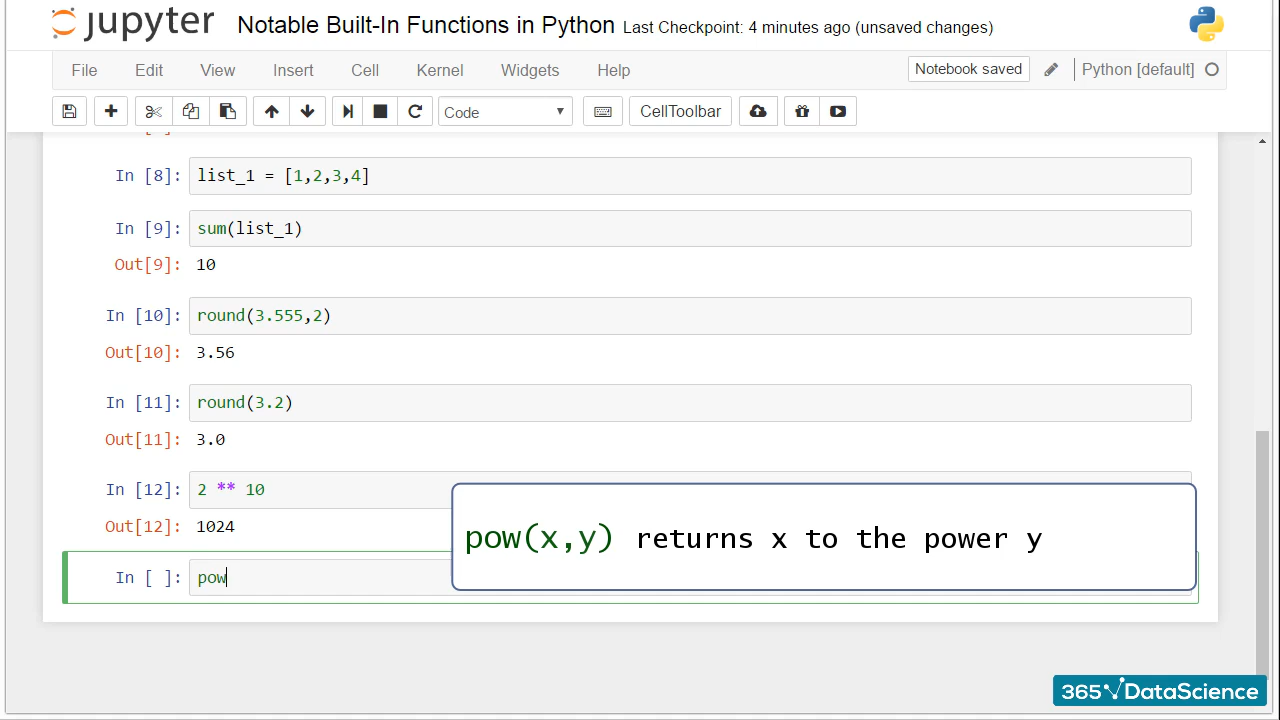 jupyter Notable Built-In Functions in Python Last Checkpoint: 4 minutes ago (unsaved changes)
File Edit View Insert Cell Kernel Widgets Help Notebook saved Python [default]
Code CellToolbar
In [8]: list_1 = [1,2,3,4]
In [9]: sum(list_1)
Out[9]: 10
In [10]: round(3.555,2)
Out[10]: 3.56
In [11]: round(3.2)
Out[11]: 3.0
In [12]: 2 ** 10
Out[12]: 1024
pow(x,y) returns x to the power y
In [ ]: pow
365 DataScience